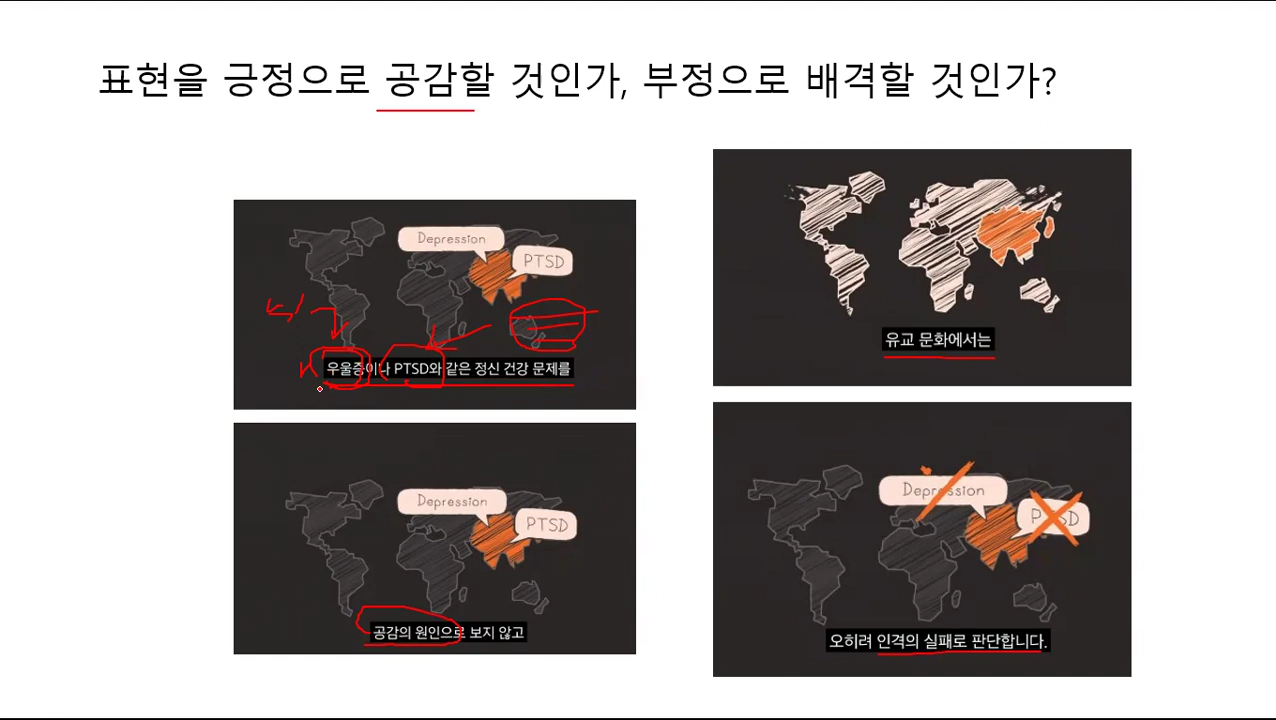 표현을 긍정으로 공감할 것인가, 부정으로 배격할 것인가?
Depression
PTSD
우울증이나 PTSD와 같은 정신 건강 문제를
유교 문화에서는
Depression
PTSD
공감의 원인으로 보지 않고
Depression
PTSD
오히려 인격의 실패로 판단합니다.